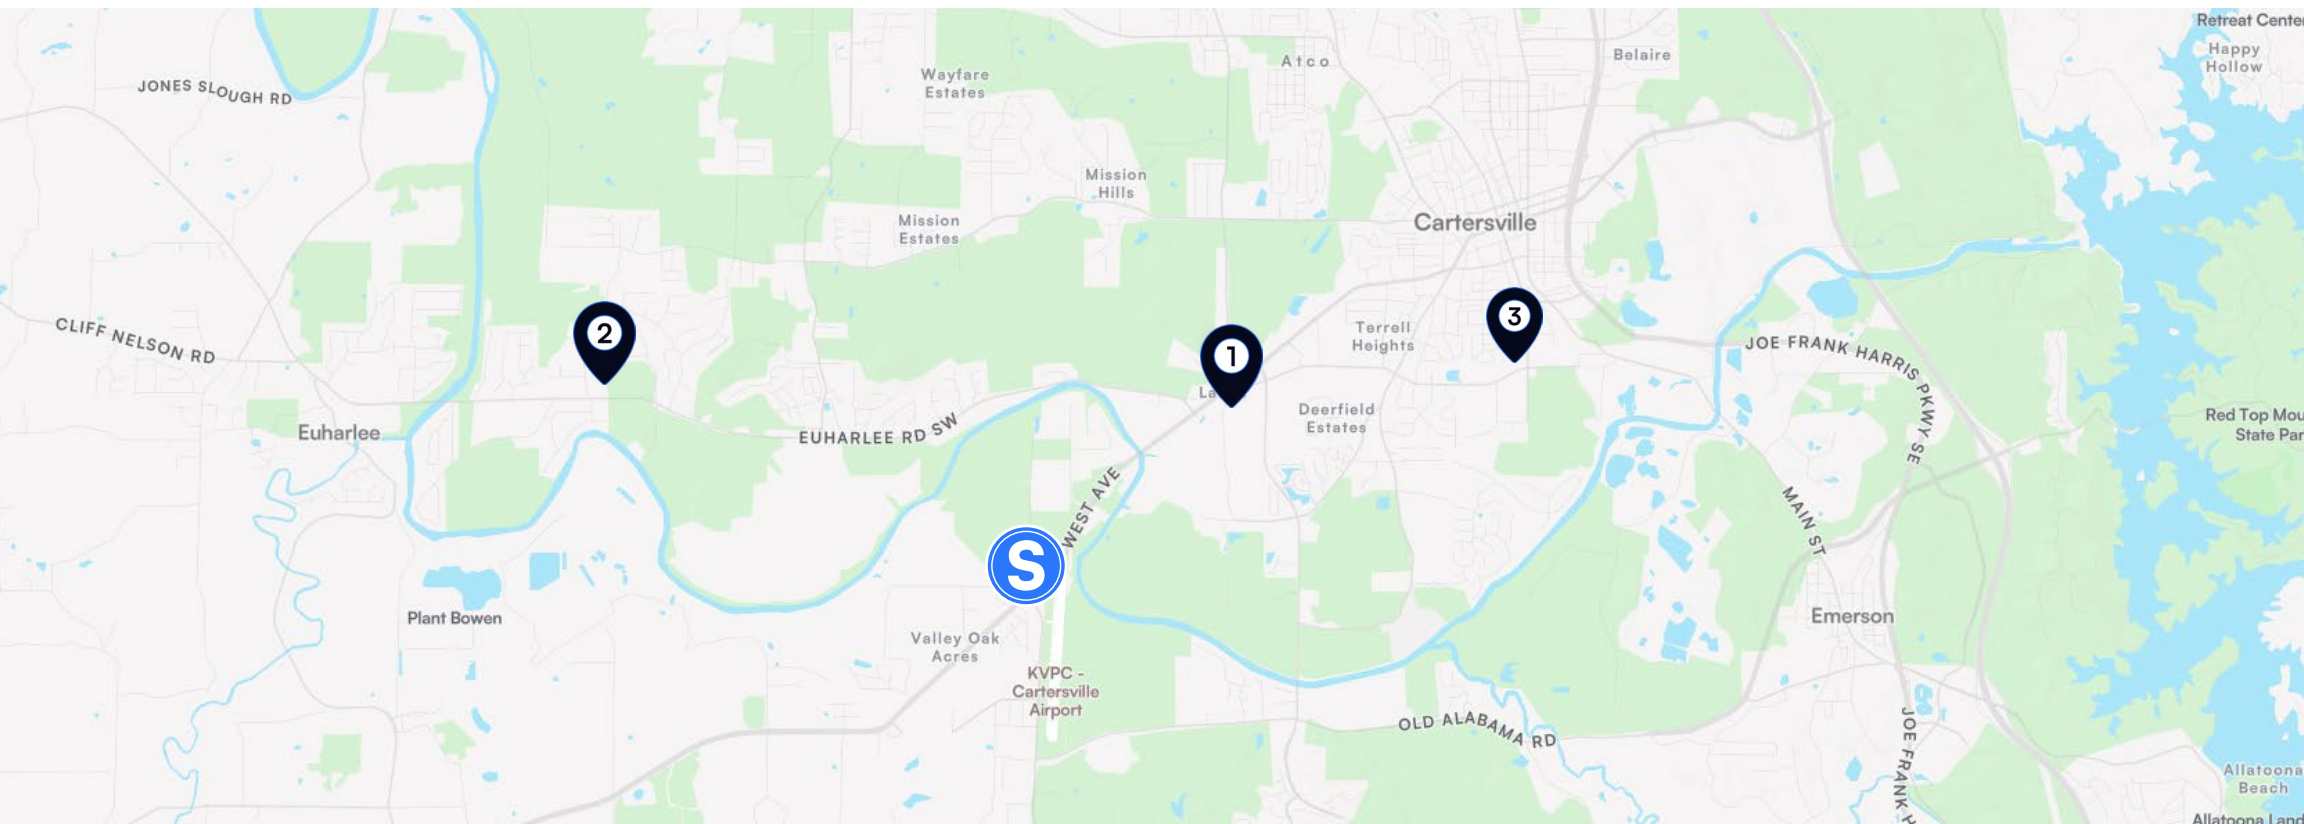 Retreat Cente
Happy
Hollow
Belaire
Atco
Wayfare
Estates
JONES SLOUGH RD
Mission
Hills
Mission
Estates
Cartersville
CLIFF NELSON RD
2
3
Terrell
Heights
1
La
JOE FRANK HARRIS PKWY SE
Deerfield
Estates
Red Top Mou
State Par
Euharlee
EUHARLEE RD SW
WEST AVE
MAIN ST
S
Plant Bowen
Emerson
Valley Oak
Acres
KVPC -
Cartersville
Airport
OLD ALABAMA RD
JOE FRANK H
Allatoona
Beach
Allatoona Land